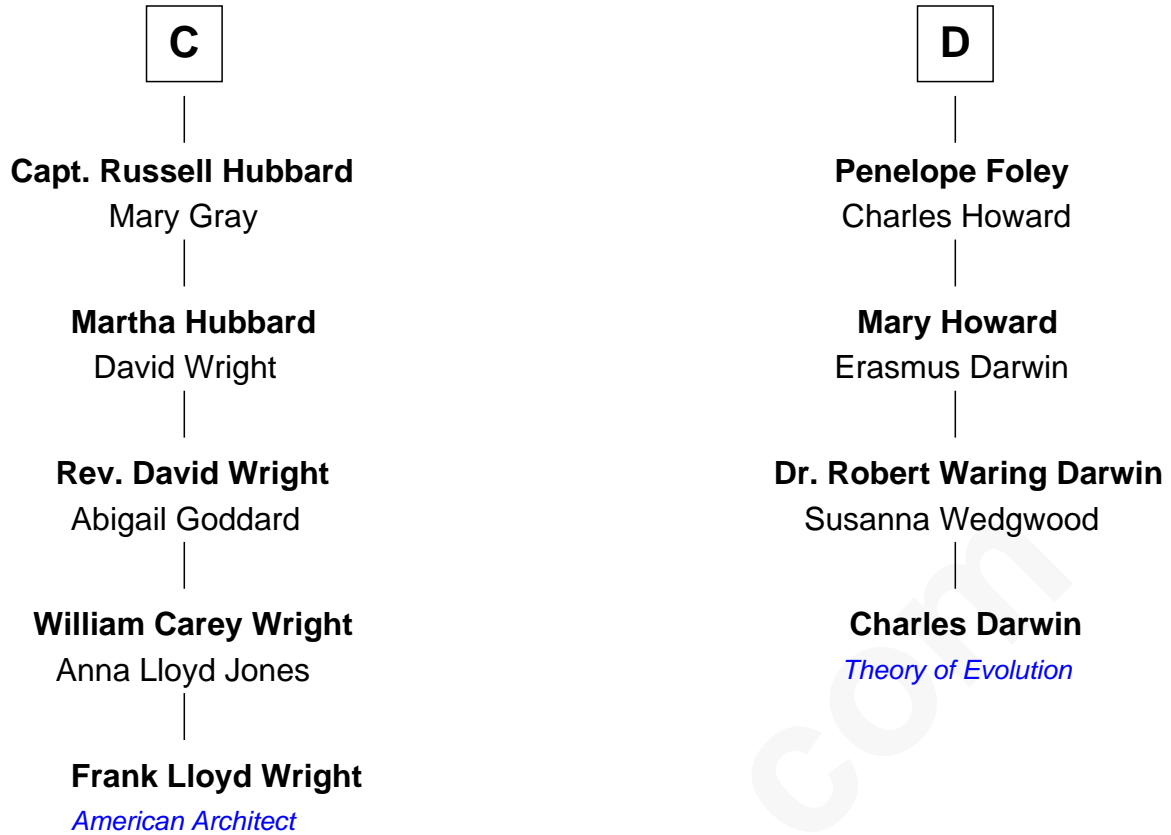 C
Capt. Russell Hubbard
Mary Gray
Martha Hubbard
David Wright
Rev. David Wright
Abigail Goddard
William Carey Wright
Anna Lloyd Jones
Frank Lloyd Wright
American Architect
D
Penelope Foley
Charles Howard
Mary Howard
Erasmus Darwin
Dr. Robert Waring Darwin
Susanna Wedgwood
Charles Darwin
Theory of Evolution
com